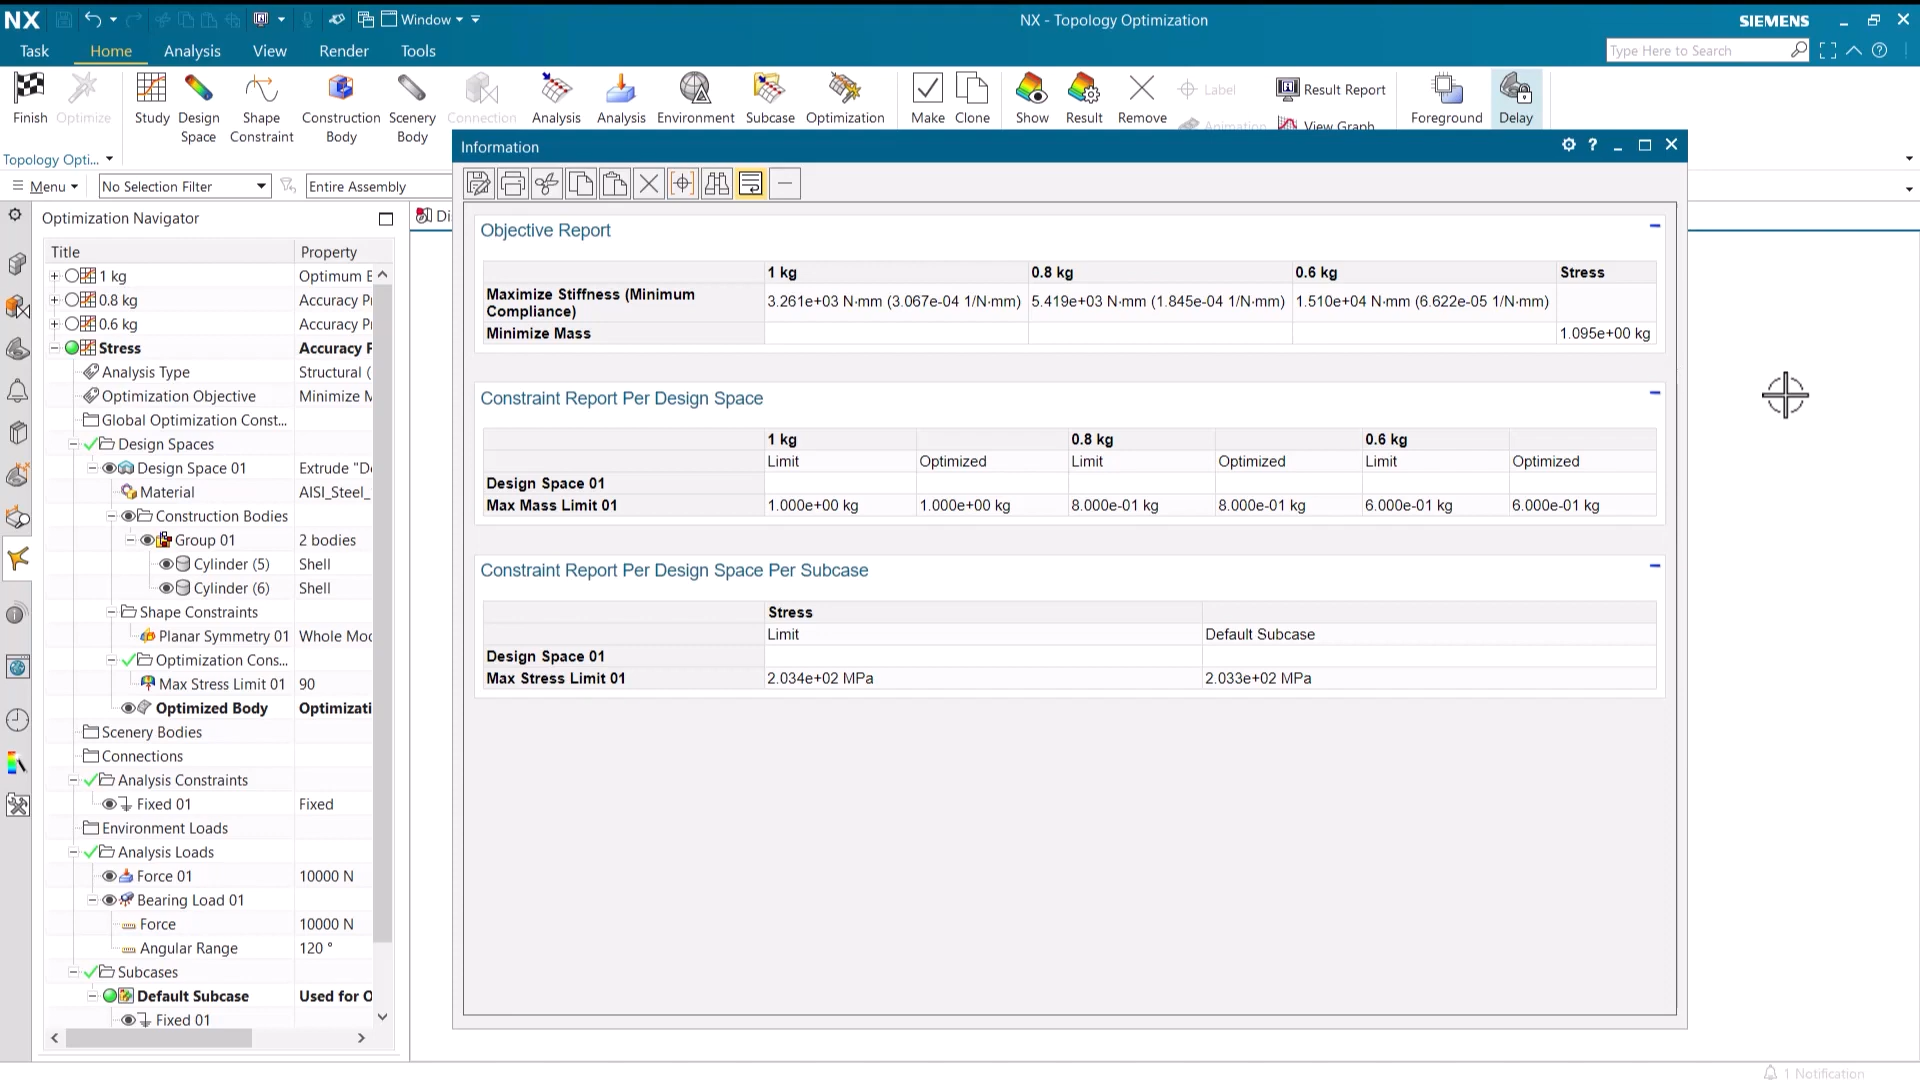 NX
Window
NX - Topology Optimization
SIEMENS
Task
Home
Analysis
View
Render
Tools
Type Here to Search
Finish
Optimize
Study
Design Space
Shape Constraint
Construction Body
Scenery Body
Connection
Analysis
Analysis
Environment
Subcase
Optimization
Make
Clone
Show
Result
Remove
Label
Animation
Result Report
View Graph
Foreground
Delay
Topology Opti...
Menu
No Selection Filter
Entire Assembly
Information
Optimization Navigator
Di
Title Property
1 kg Optimum E
0.8 kg Accuracy P
0.6 kg Accuracy P
Stress Accuracy F
Analysis Type Structural (
Optimization Objective Minimize M
Global Optimization Const...
Design Spaces
Design Space 01 Extrude "D
Material AISI_Steel_
Construction Bodies
Group 01 2 bodies
Cylinder (5) Shell
Cylinder (6) Shell
Shape Constraints
Planar Symmetry 01 Whole Mod
Optimization Cons...
Max Stress Limit 01 90
Optimized Body Optimizati
Scenery Bodies
Connections
Analysis Constraints
Fixed 01 Fixed
Environment Loads
Analysis Loads
Force 01 10000 N
Bearing Load 01
Force 10000 N
Angular Range 120 °
Subcases
Default Subcase Used for O
Fixed 01
Objective Report
1 kg 0.8 kg 0.6 kg Stress
Maximize Stiffness (Minimum Compliance) 3.261e+03 N·mm (3.067e-04 1/N·mm) 5.419e+03 N·mm (1.845e-04 1/N·mm) 1.510e+04 N·mm (6.622e-05 1/N·mm)
Minimize Mass 1.095e+00 kg
Constraint Report Per Design Space
1 kg 0.8 kg 0.6 kg
Limit Optimized Limit Optimized Limit Optimized
Design Space 01
Max Mass Limit 01 1.000e+00 kg 1.000e+00 kg 8.000e-01 kg 8.000e-01 kg 6.000e-01 kg 6.000e-01 kg
Constraint Report Per Design Space Per Subcase
Stress
Limit Default Subcase
Design Space 01
Max Stress Limit 01 2.034e+02 MPa 2.033e+02 MPa
1 Notification